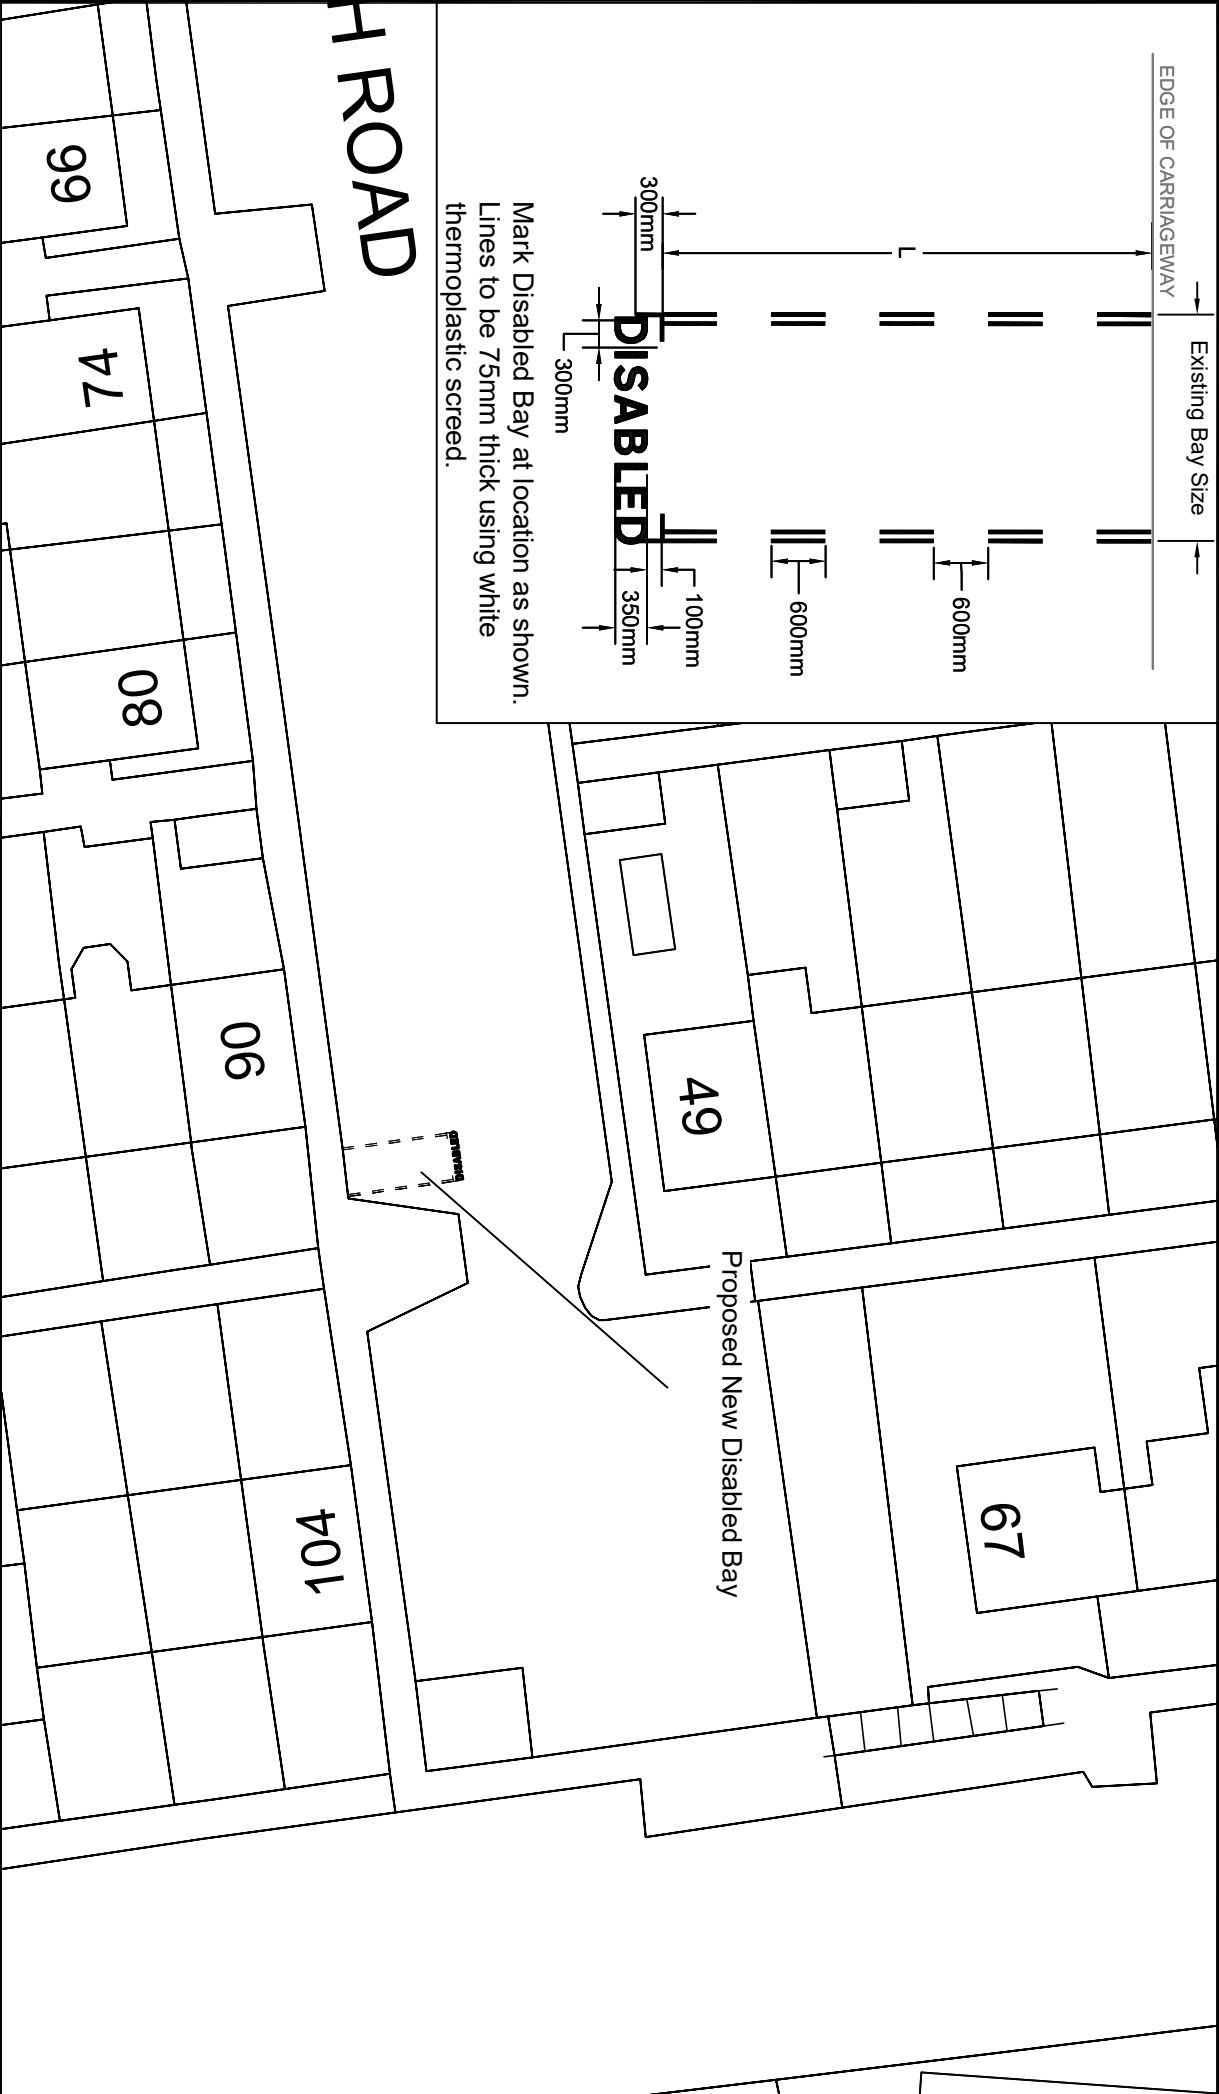 EDGE OF CARRIAGEWAY
Existing Bay Size
L
600mm
600mm
100mm
350mm
300mm
300mm
DISABLED
Mark Disabled Bay at location as shown.
Lines to be 75mm thick using white
thermoplastic screed.
H ROAD
Proposed New Disabled Bay
DISABLED
67
49
66
74
80
90
104